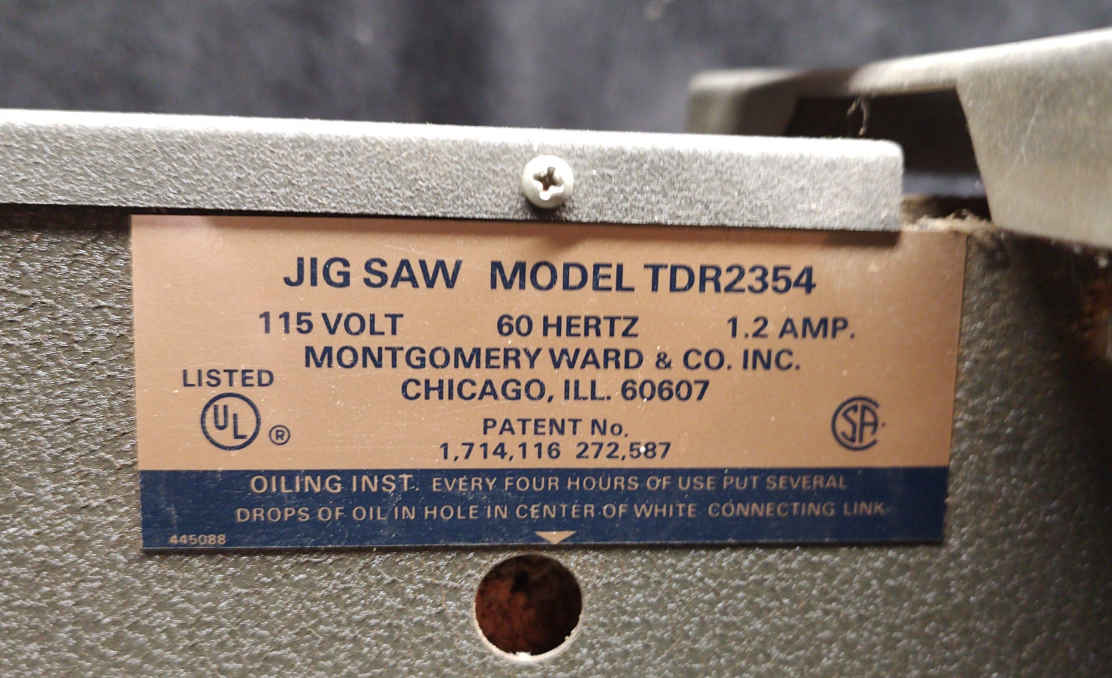 JIG SAW MODEL TDR2354
115 VOLT 60 HERTZ 1.2 AMP.
MONTGOMERY WARD & CO. INC.
CHICAGO, ILL. 60607
LISTED
UL ®
SA
PATENT No.
1,714,116 272,587
OILING INST. EVERY FOUR HOURS OF USE PUT SEVERAL
DROPS OF OIL IN HOLE IN CENTER OF WHITE CONNECTING LINK
445088